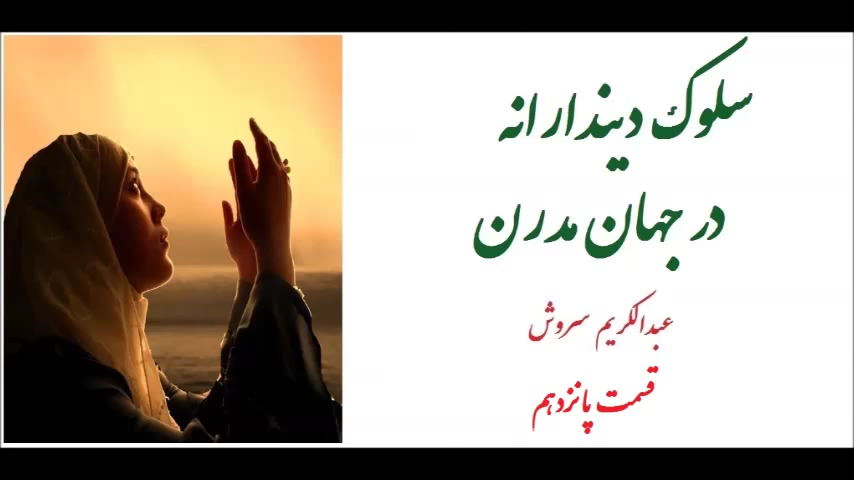 سلوک دیندارانه
در جهان مدرن
عبدالکریم سروش
قسمت پانزدهم